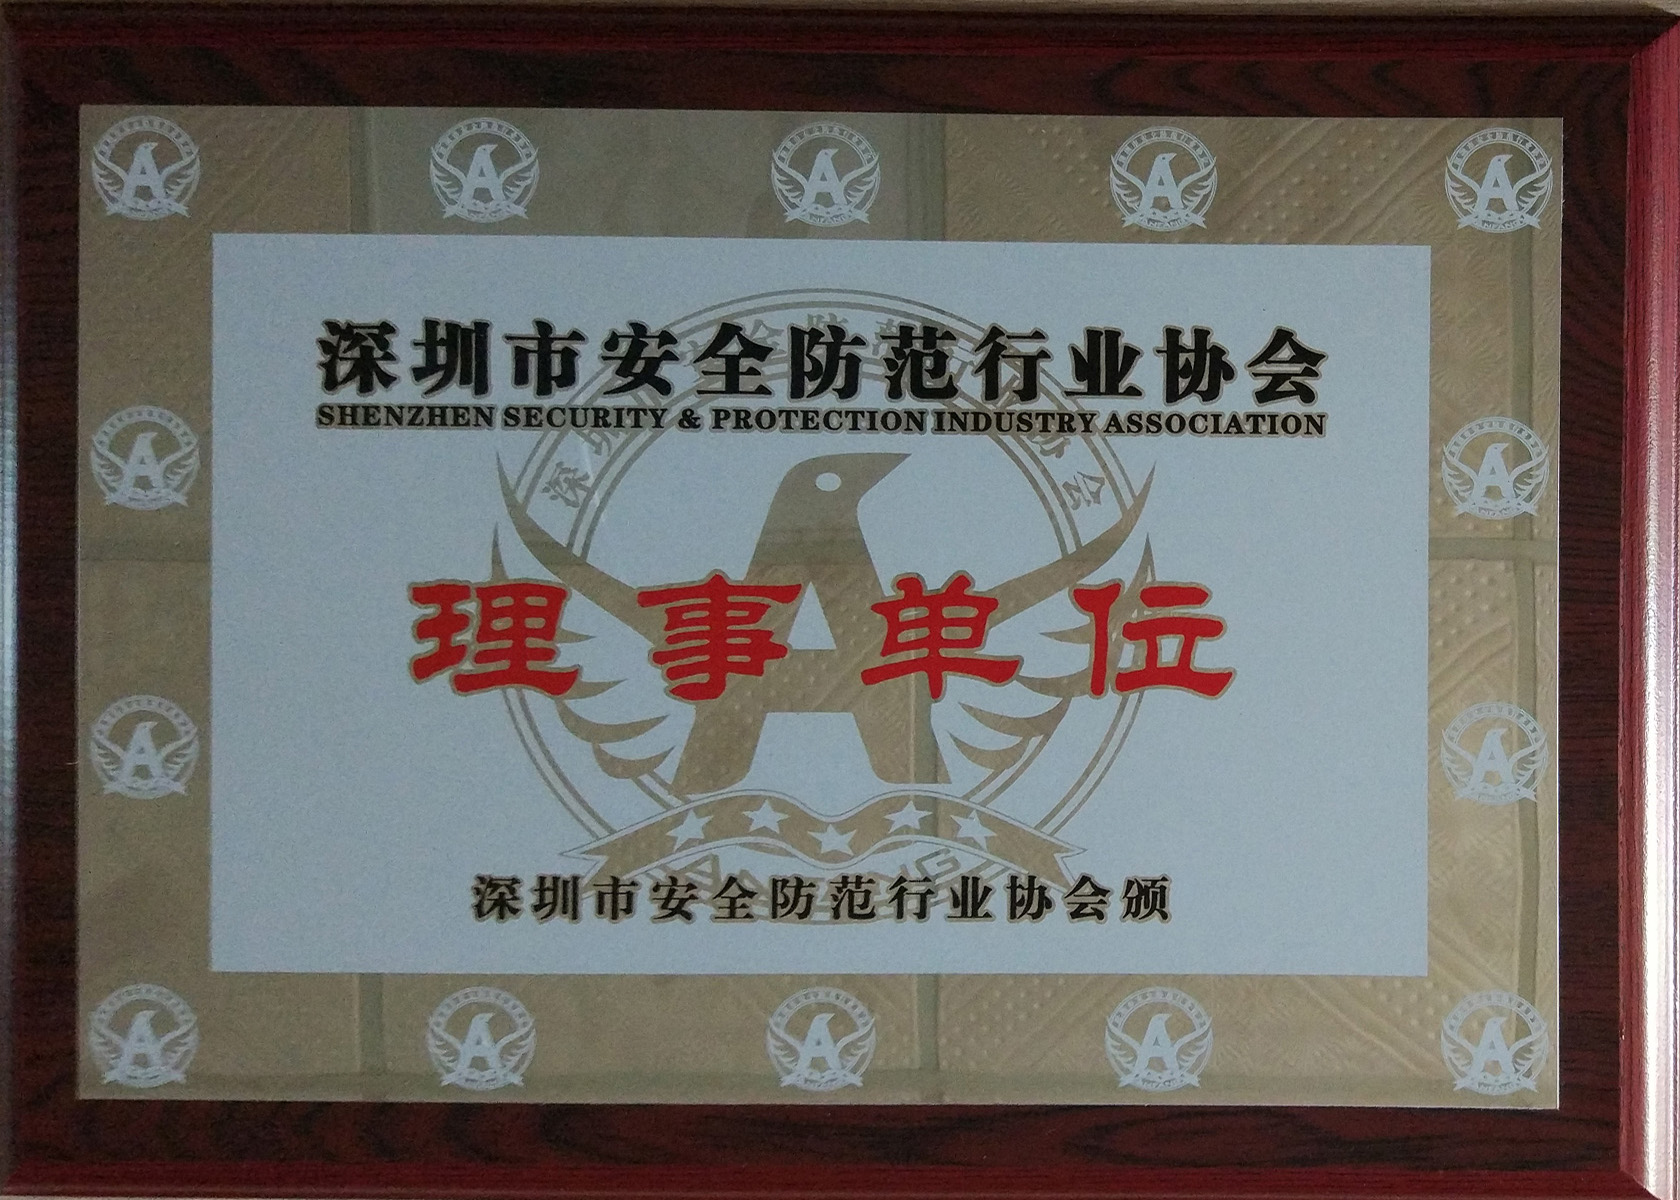 深圳市安全防范行业协会
SHENZHEN SECURITY & PROTECTION INDUSTRY ASSOCIATION
理事单位
深圳市安全防范行业协会颁